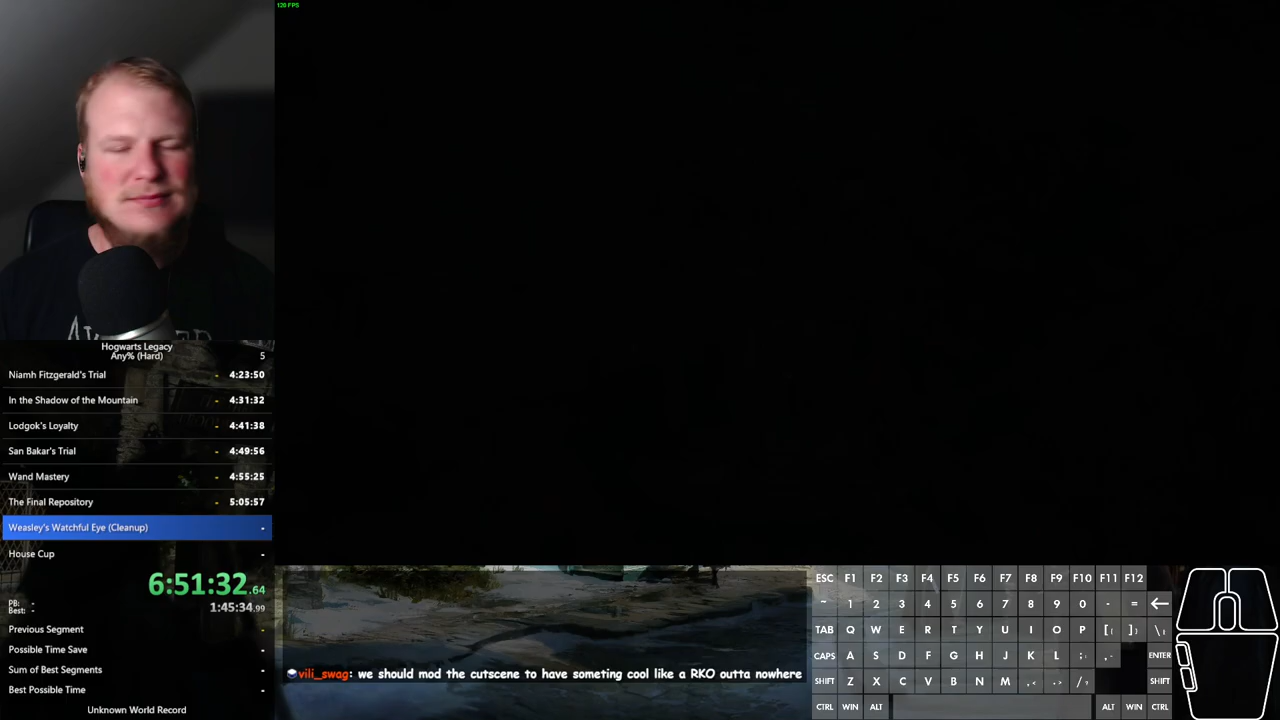 120 FPS
Hogwarts Legacy
Any% (Hard) 5
Niamh Fitzgerald's Trial - 4:23:50
In the Shadow of the Mountain - 4:31:32
Lodgok's Loyalty - 4:41:38
San Bakar's Trial - 4:49:56
Wand Mastery - 4:55:25
The Final Repository - 5:05:57
Weasley's Watchful Eye (Cleanup) -
House Cup -
6:51:32.64
PB: -
Best: - 1:45:34.99
Previous Segment -
Possible Time Save -
Sum of Best Segments -
Best Possible Time -
Unknown World Record
vili_swag: we should mod the cutscene to have someting cool like a RKO outta nowhere
ESC F1 F2 F3 F4 F5 F6 F7 F8 F9 F10 F11 F12
~ 1 2 3 4 5 6 7 8 9 0 - = ←
TAB Q W E R T Y U I O P [{ ]} \|
CAPS A S D F G H J K L ;: ENTER
SHIFT Z X C V B N M ,< .> /? SHIFT
CTRL WIN ALT ALT WIN CTRL